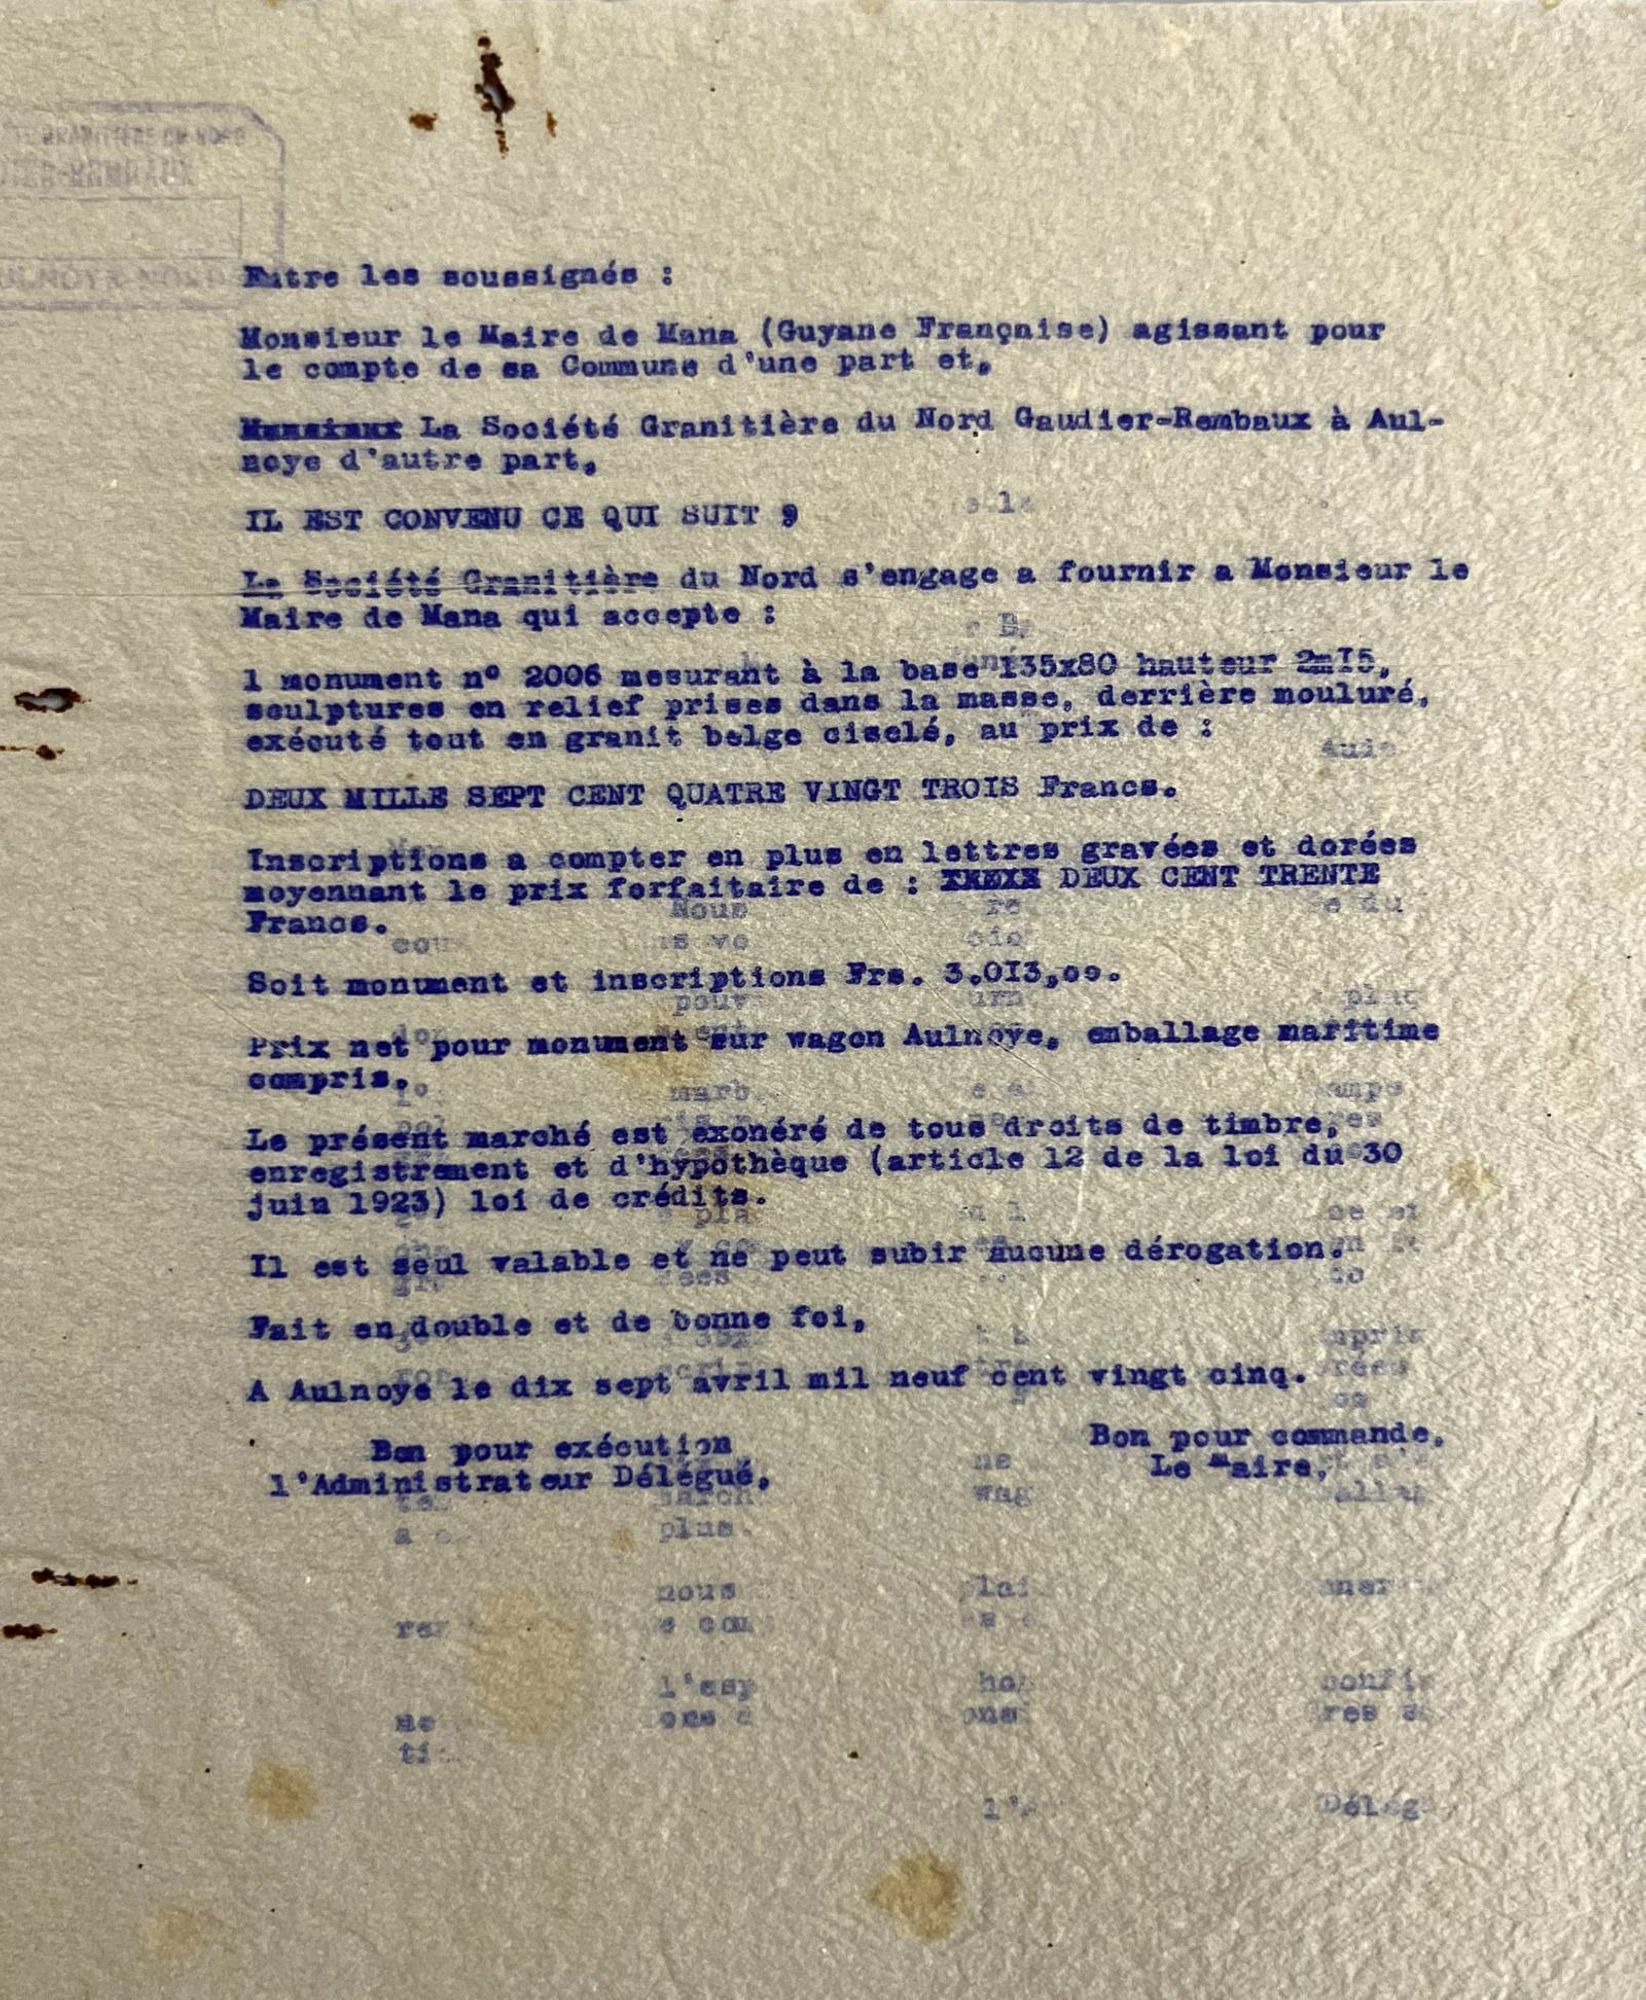 GRANITIERE DU NORD
Entre les soussignés :
Monsieur le Maire de Mana (Guyane Françnise) agissant pour
le compte de sa Commune d'une part et,
Monsieur La Société Granitière du Nord Gaudier-Rembaux à Aul-
noye d'autre part,
IL EST CONVENU CE QUI SUIT ?
La Société Granitière du Nord s'engage a fournir a Monsieur le
Maire de Mana qui accepte :
1 monument n° 2006 mesurant à la base I35x80 hauteur 2mI5,
sculptures en relief prises dans la masse, derrière mouluré,
exécuté tout en granit belge ciselé, au prix de :
DEUX MILLE SEPT CENT QUATRE VINGT TROIS Francs.
Inscriptions a compter en plus en lettres gravées et dorées
moyennant le prix forfaitaire de : DEUX CENT TRENTE
Francs.
Soit monument et inscriptions Frs. 3.0I3,oo.
Prix net pour monument sur wagon Aulnoye, emballage maritime
compris.
Le présent marché est exonéré de tous droits de timbre,
enregistrement et d'hypothèque (article 12 de la loi du 30
juin 1923) loi de crédits.
Il est seul valable et ne peut subir aucune dérogation.
Fait en double et de bonne foi,
A Aulnoye le dix sept avril mil neuf cent vingt cinq.
Bon pour exécution
l'Administrateur Délégué,
Bon pour commande,
Le Maire,